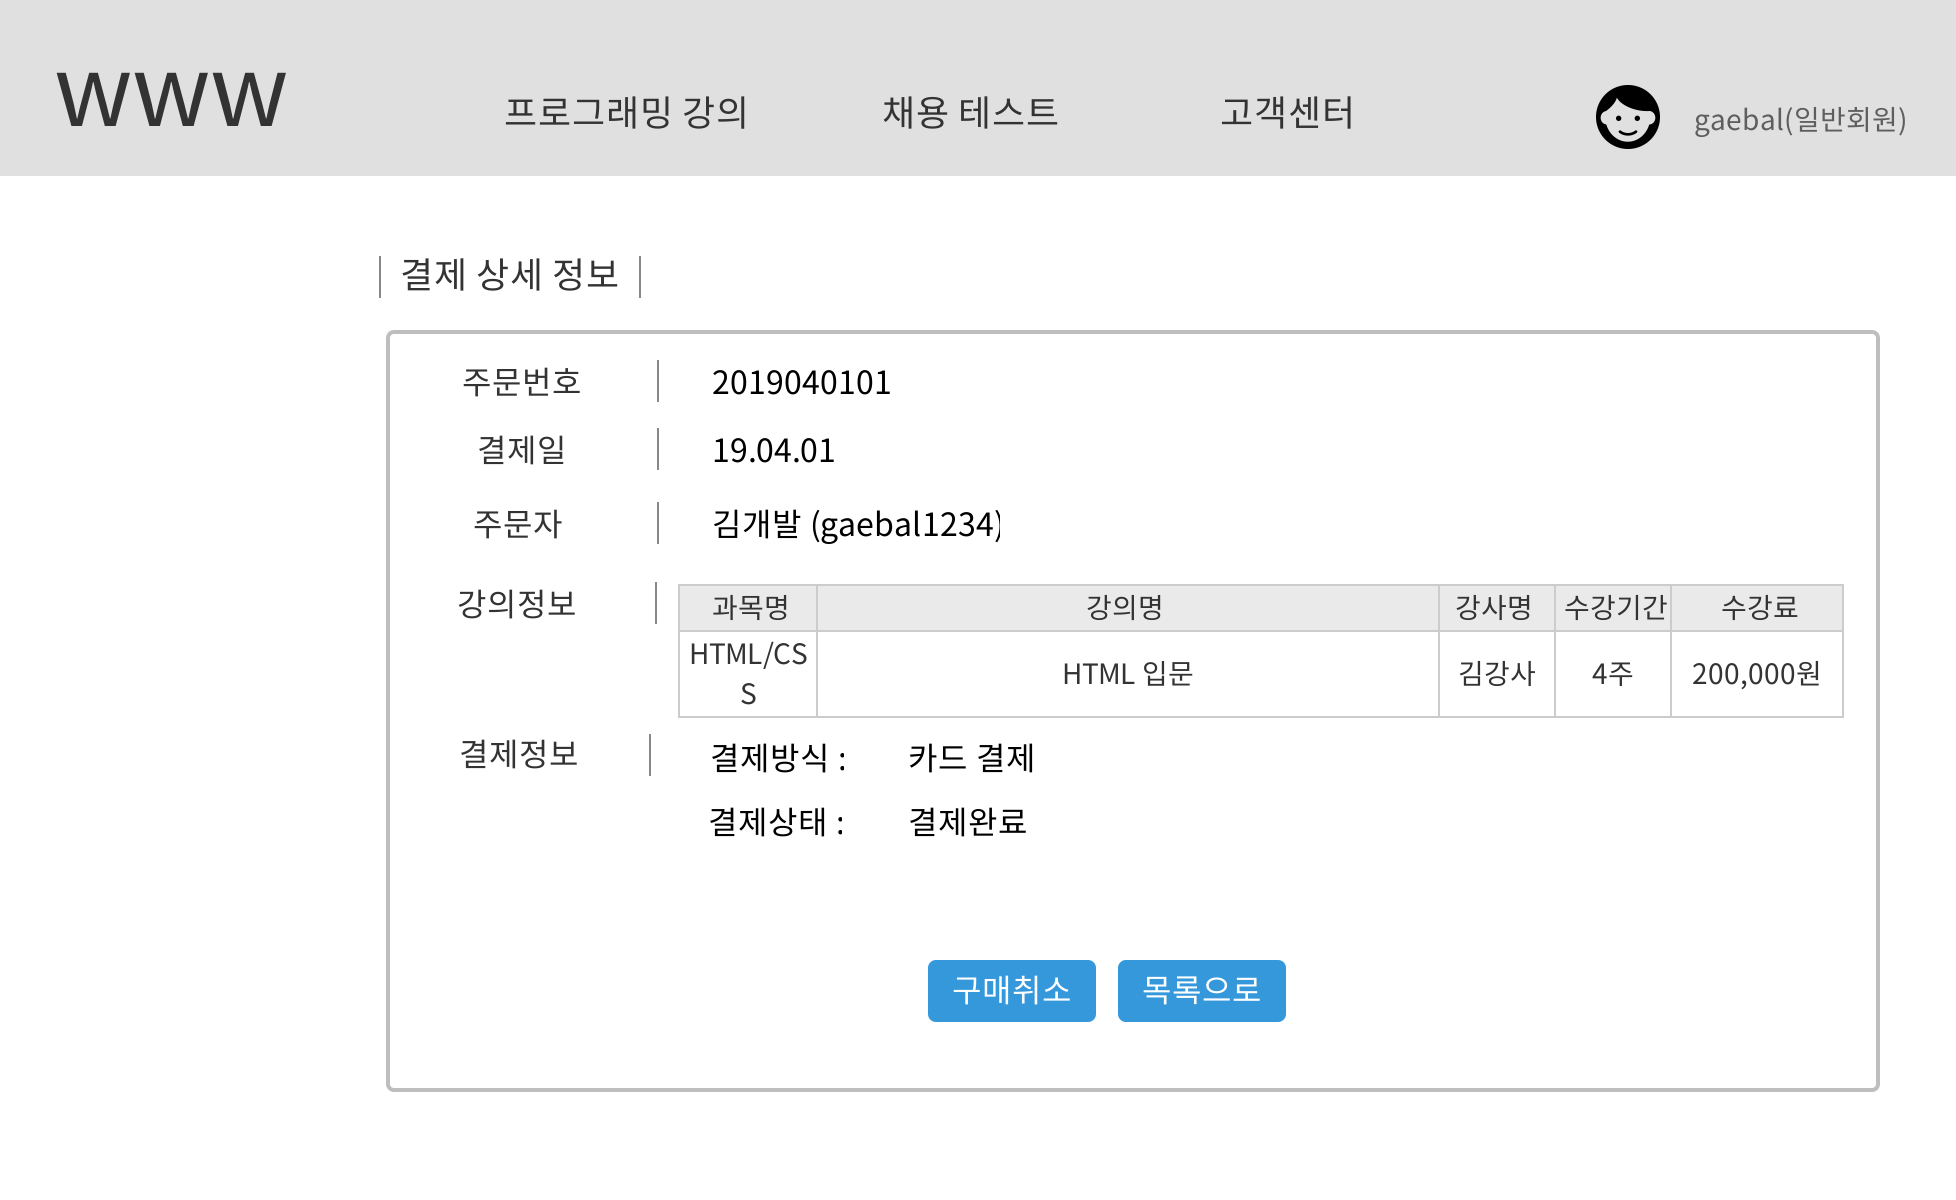 WWW
프로그래밍 강의
채용 테스트
고객센터
gaebal(일반회원)
결제 상세 정보
주문번호
2019040101
결제일
19.04.01
주문자
김개발 (gaebal1234)
강의정보
과목명
강의명
강사명
수강기간
수강료
HTML/CS
S
HTML 입문
김강사
4주
200,000원
결제정보
결제방식 :
카드 결제
결제상태 :
결제완료
구매취소
목록으로